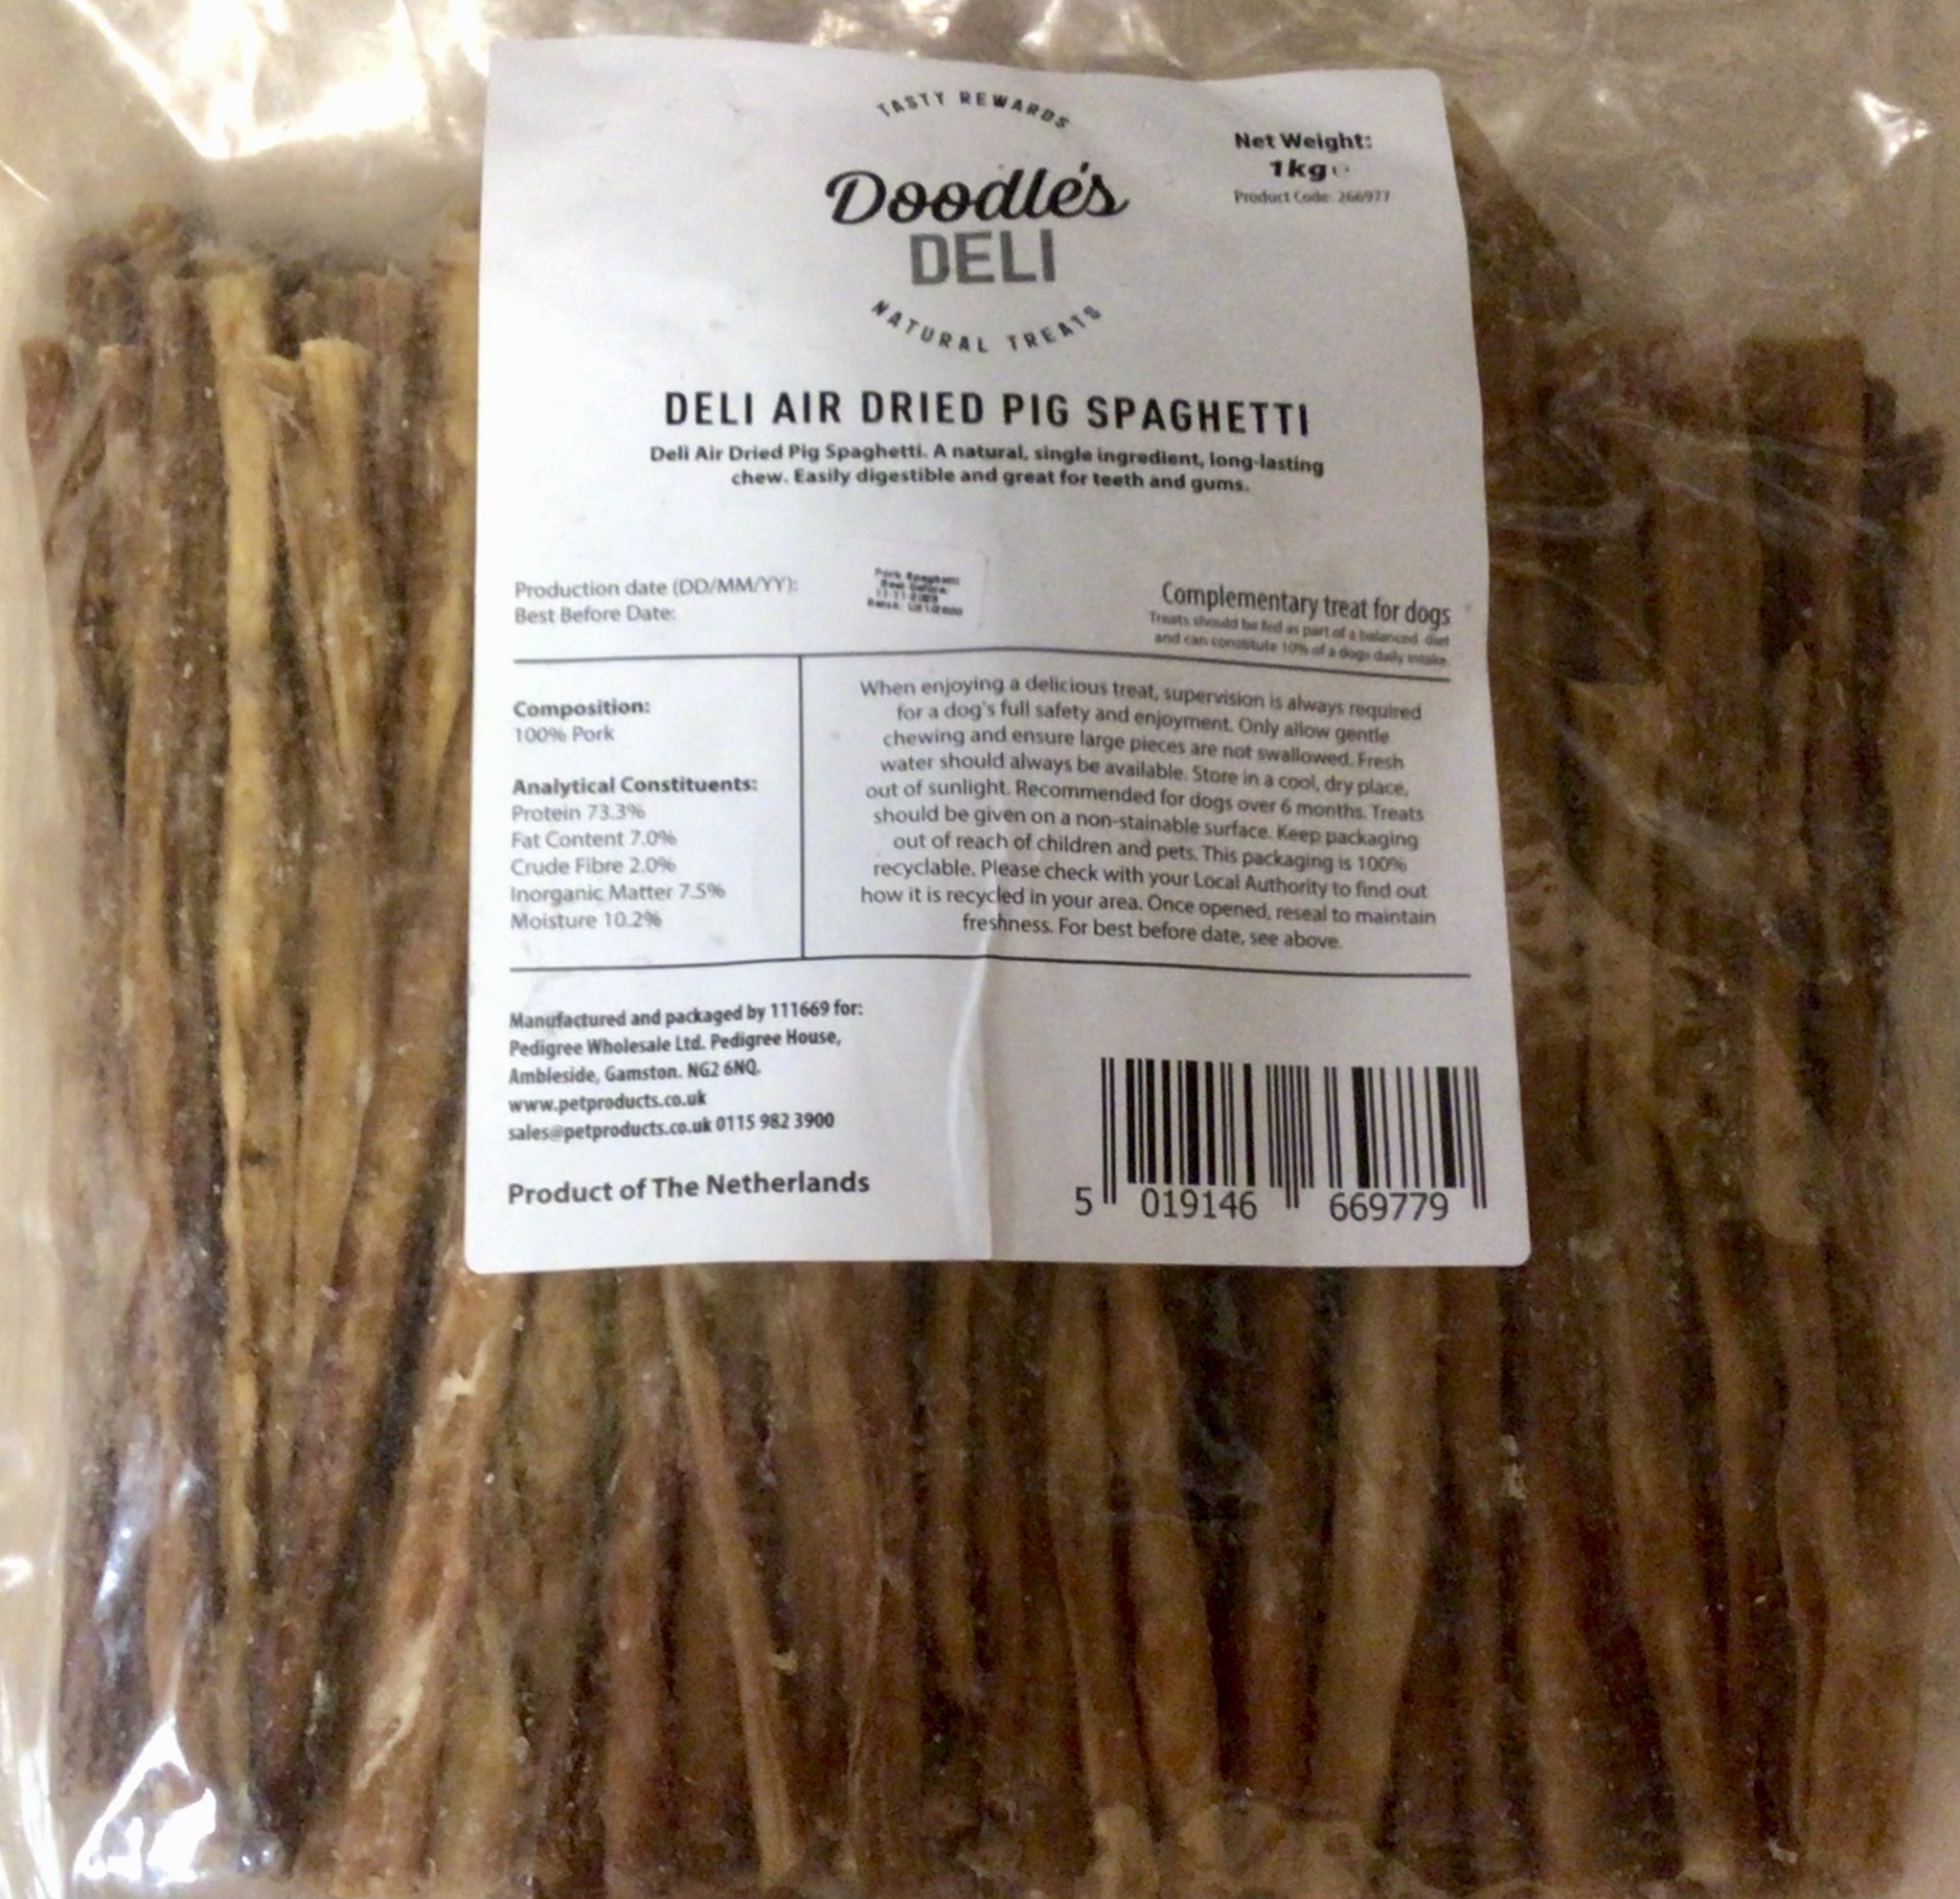 TASTY REWARDS
Doodle's
DELI
NATURAL TREATS
Net Weight:
1kg
Product Code: 266977
DELI AIR DRIED PIG SPAGHETTI
Deli Air Dried Pig Spaghetti. A natural, single ingredient, long-lasting
chew. Easily digestible and great for teeth and gums.
Production date (DD/MM/YY):
Best Before Date:
Pork Spaghetti
Best Before
Complementary treat for dogs
Treats should be fed as part of a balanced diet
and can constitute 10% of a dogs daily intake.
Composition:
100% Pork
Analytical Constituents:
Protein 73.3%
Fat Content 7.0%
Crude Fibre 2.0%
Inorganic Matter 7.5%
Moisture 10.2%
When enjoying a delicious treat, supervision is always required
for a dog's full safety and enjoyment. Only allow gentle
chewing and ensure large pieces are not swallowed. Fresh
water should always be available. Store in a cool, dry place,
out of sunlight. Recommended for dogs over 6 months. Treats
should be given on a non-stainable surface. Keep packaging
out of reach of children and pets. This packaging is 100%
recyclable. Please check with your Local Authority to find out
how it is recycled in your area. Once opened, reseal to maintain
freshness. For best before date, see above.
Manufactured and packaged by 111669 for:
Pedigree Wholesale Ltd. Pedigree House,
Ambleside, Gamston. NG2 6NQ.
www.petproducts.co.uk
sales@petproducts.co.uk 0115 982 3900
Product of The Netherlands
5 019146 669779